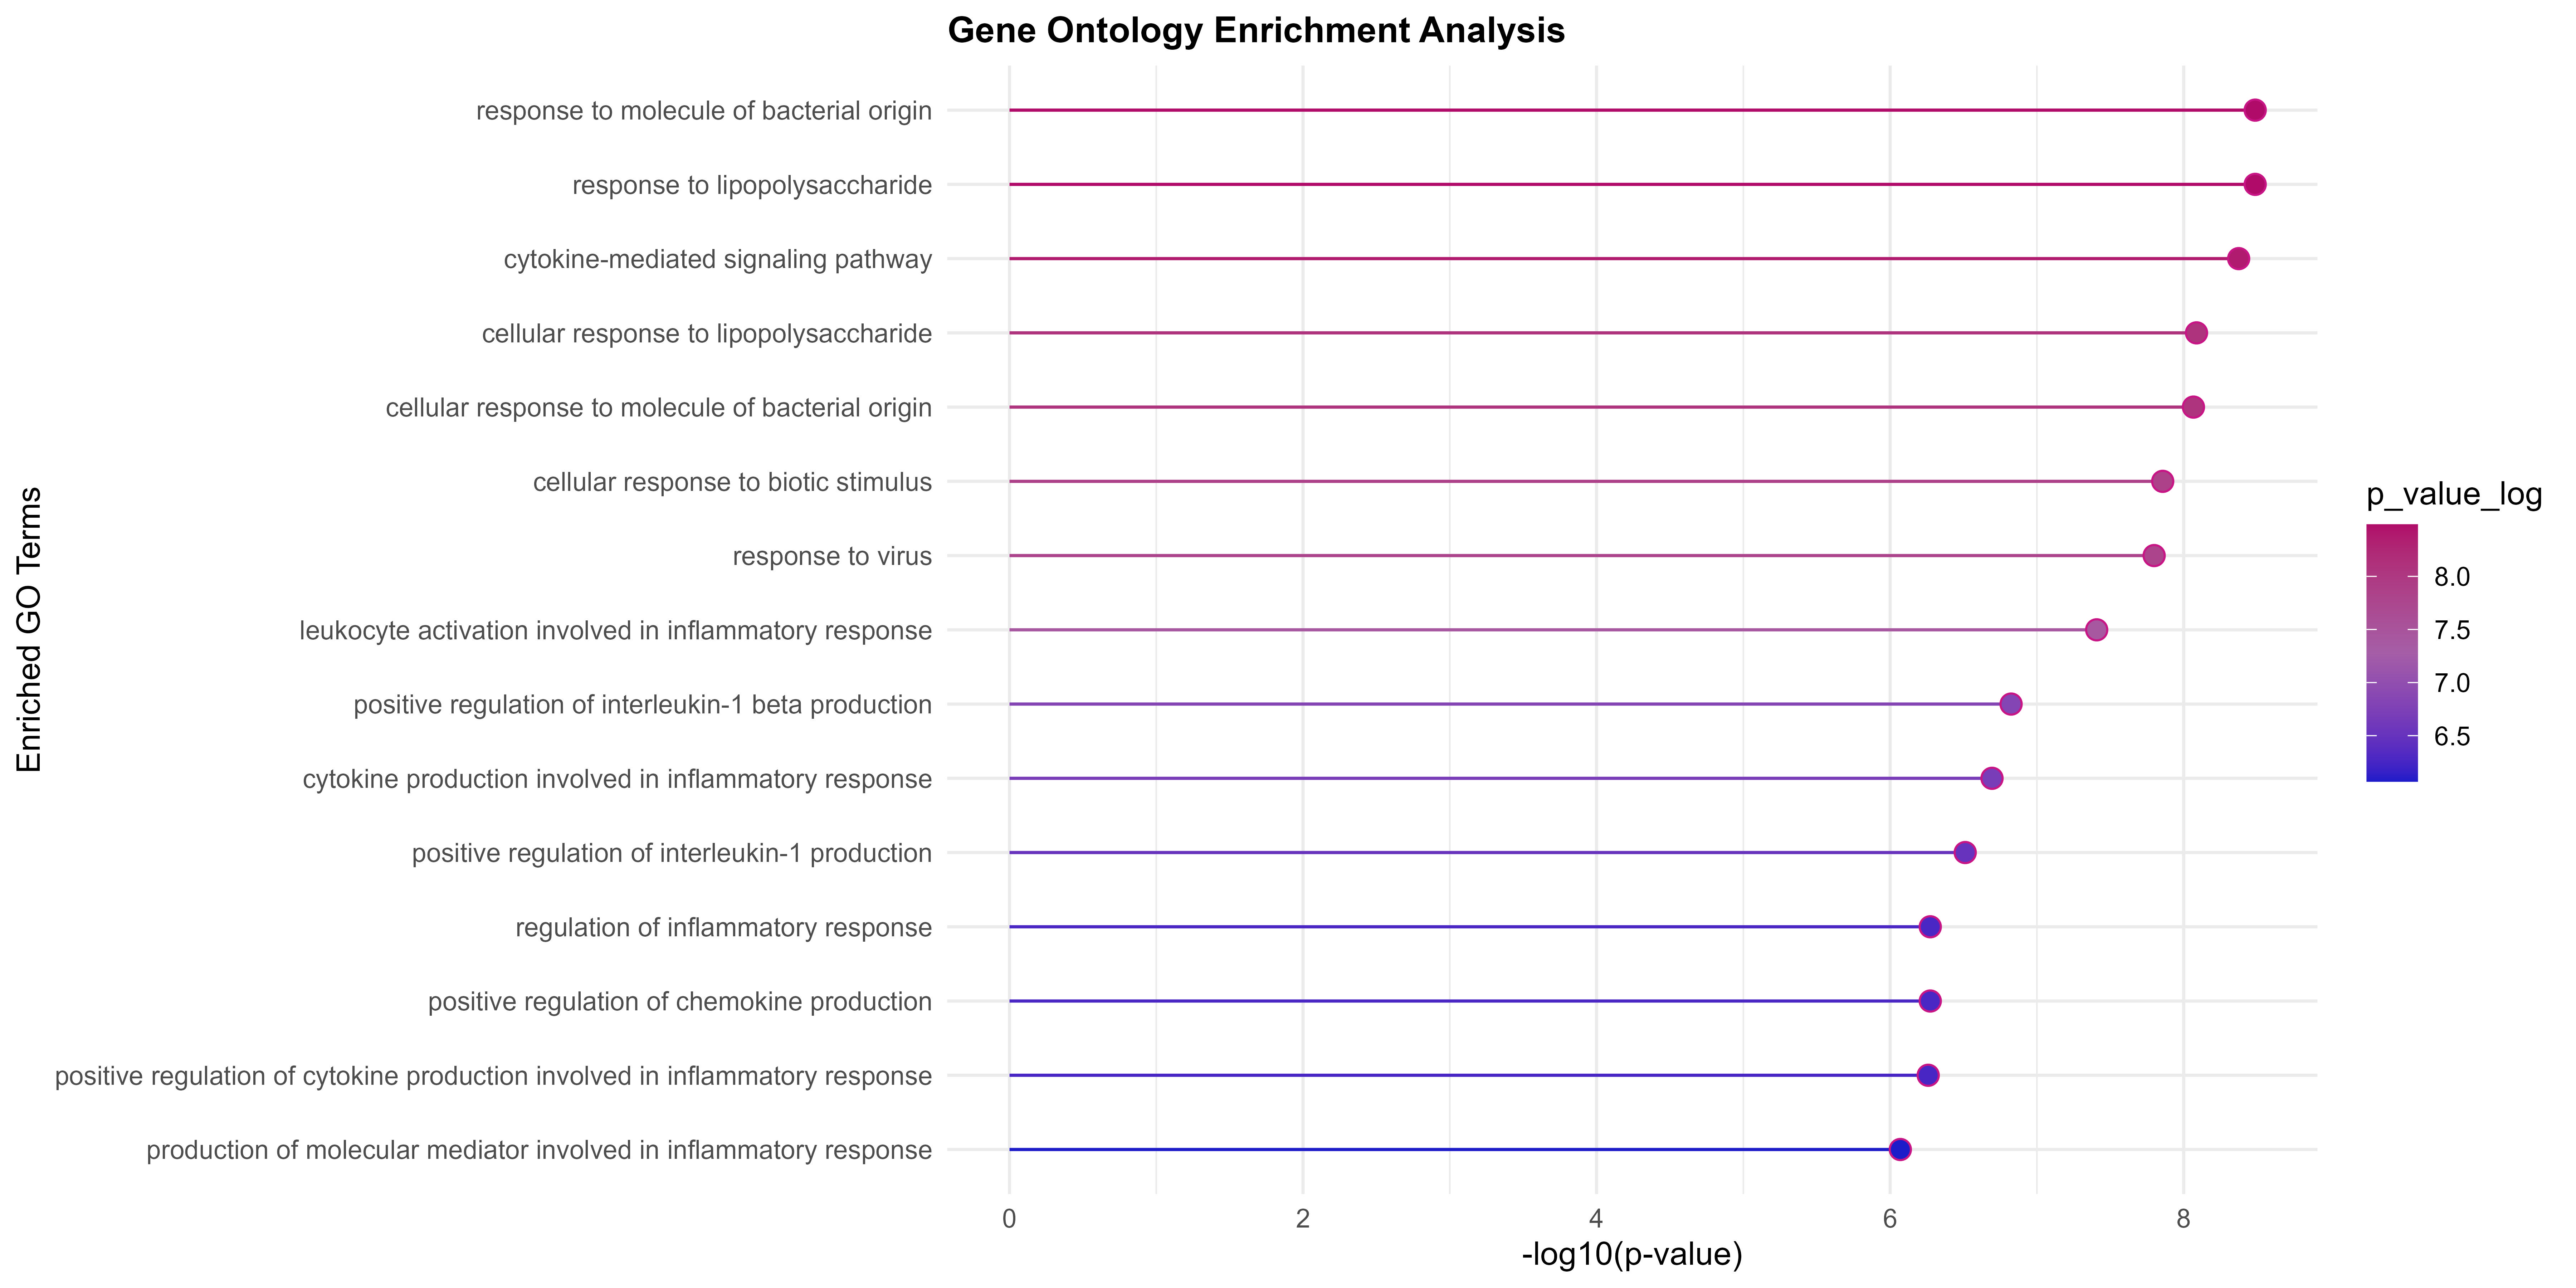 Gene Ontology Enrichment Analysis
Enriched GO Terms
response to molecule of bacterial origin
response to lipopolysaccharide
cytokine-mediated signaling pathway
cellular response to lipopolysaccharide
cellular response to molecule of bacterial origin
cellular response to biotic stimulus
response to virus
leukocyte activation involved in inflammatory response
positive regulation of interleukin-1 beta production
cytokine production involved in inflammatory response
positive regulation of interleukin-1 production
regulation of inflammatory response
positive regulation of chemokine production
positive regulation of cytokine production involved in inflammatory response
production of molecular mediator involved in inflammatory response
0 2 4 6 8
-log10(p-value)
p_value_log
8.0
7.5
7.0
6.5